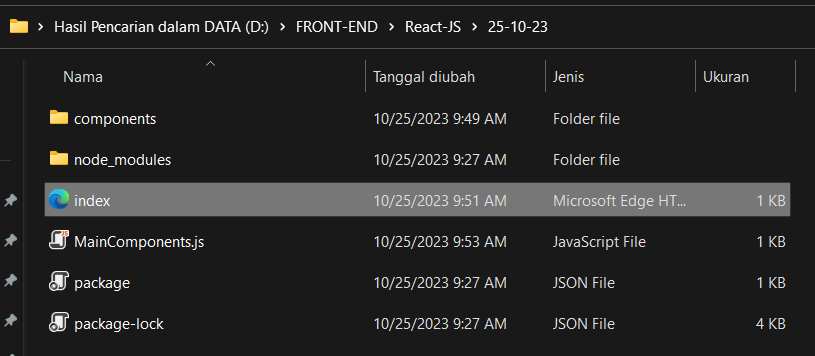 Hasil Pencarian dalam DATA (D:) > FRONT-END > React-JS > 25-10-23
Nama Tanggal diubah Jenis Ukuran
components 10/25/2023 9:49 AM Folder file
node_modules 10/25/2023 9:27 AM Folder file
index 10/25/2023 9:51 AM Microsoft Edge HT... 1 KB
MainComponents.js 10/25/2023 9:53 AM JavaScript File 1 KB
package 10/25/2023 9:27 AM JSON File 1 KB
package-lock 10/25/2023 9:27 AM JSON File 4 KB